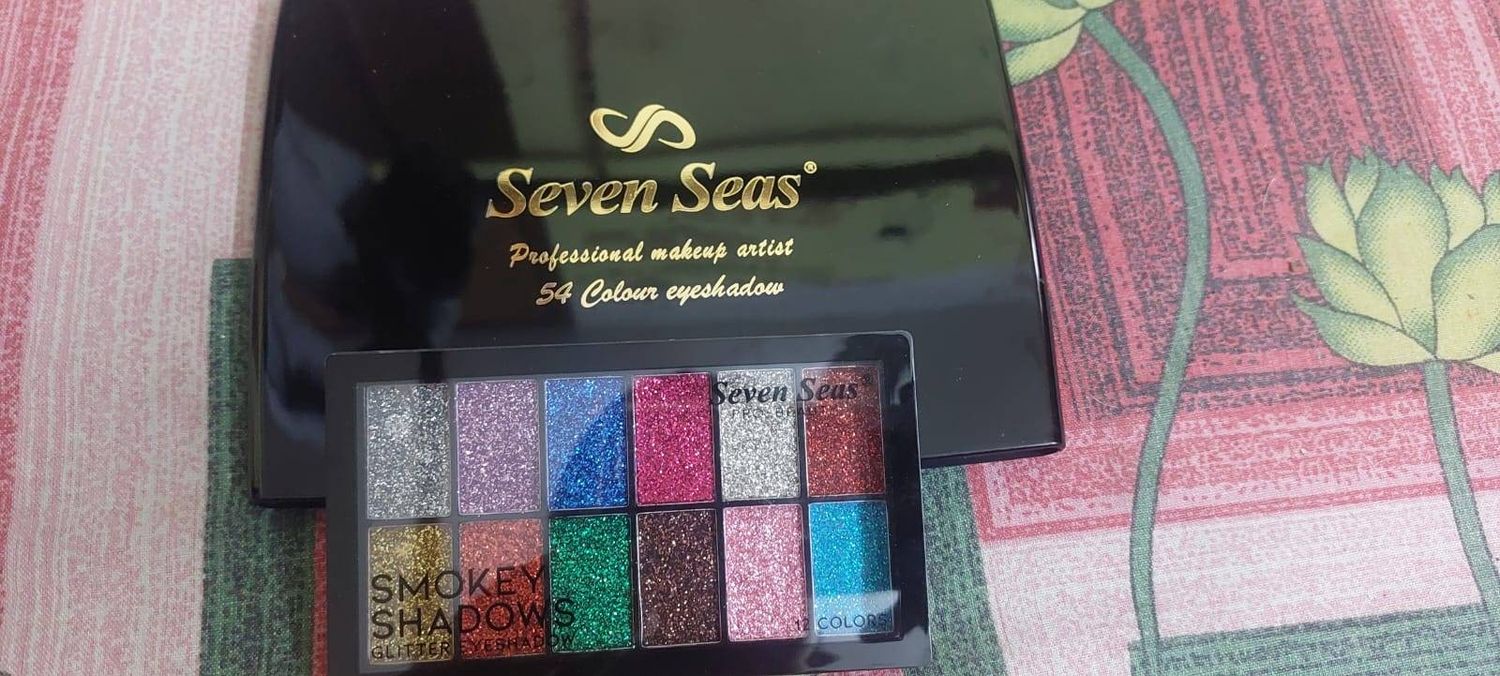 Seven Seas®
Professional makeup artist
54 Colour eyeshadow
Seven Seas®
SMOKEY
SHADOWS
GLITTER EYESHADOW
12 COLORS